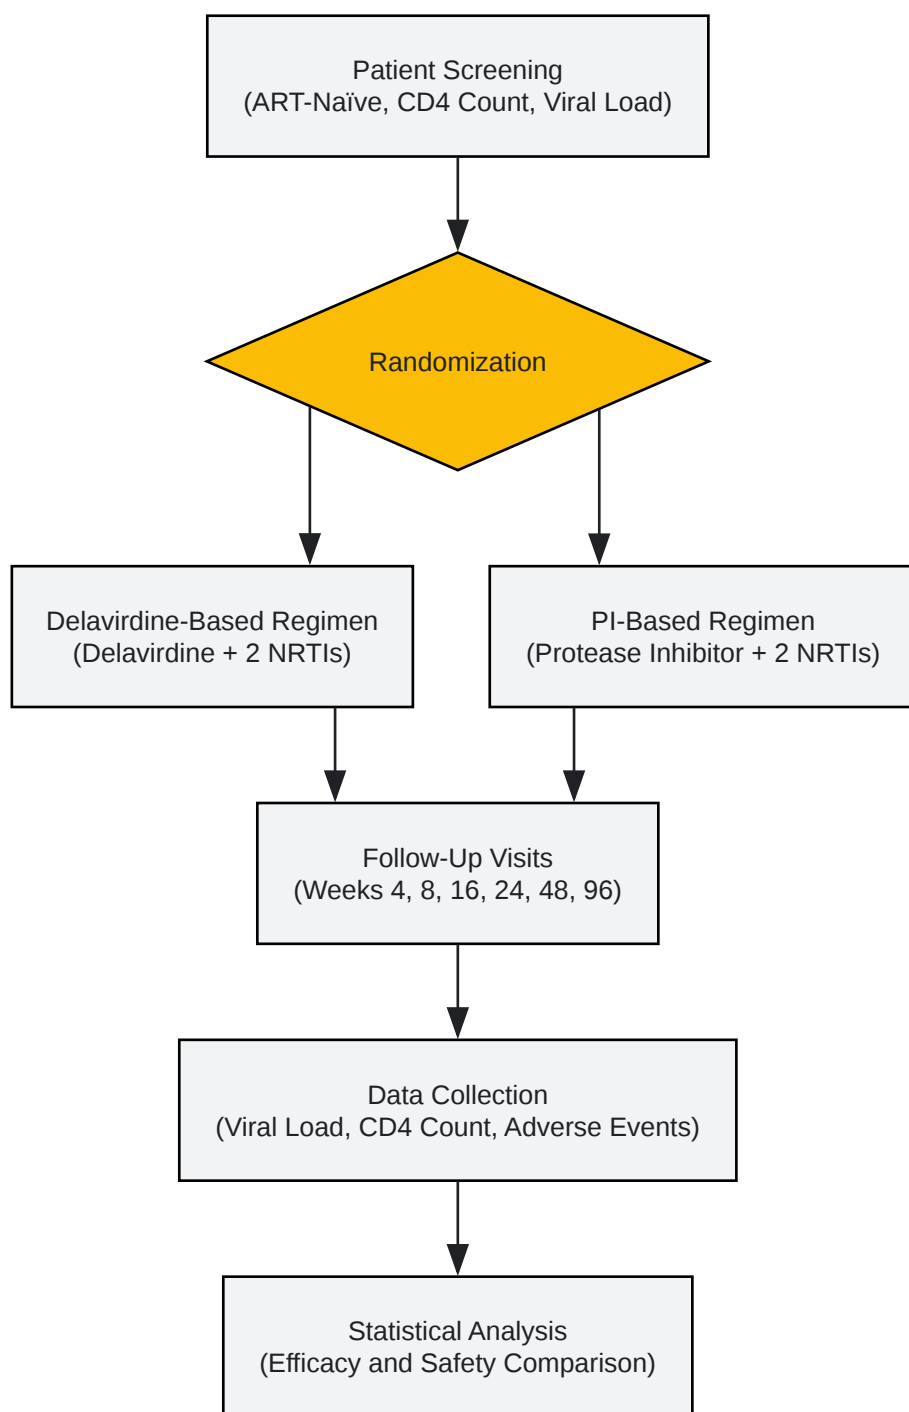 Patient Screening
(ART-Naïve, CD4 Count, Viral Load)
Randomization
Delavirdine-Based Regimen
(Delavirdine + 2 NRTIs)
PI-Based Regimen
(Protease Inhibitor + 2 NRTIs)
Follow-Up Visits
(Weeks 4, 8, 16, 24, 48, 96)
Data Collection
(Viral Load, CD4 Count, Adverse Events)
Statistical Analysis
(Efficacy and Safety Comparison)